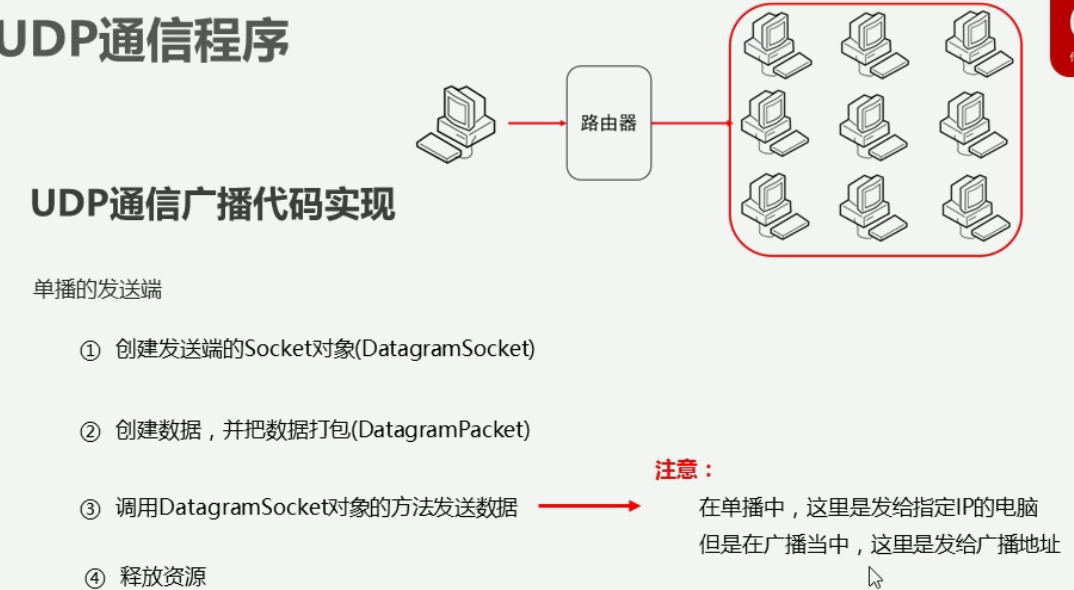 UDP通信程序
路由器
UDP通信广播代码实现
单播的发送端
① 创建发送端的Socket对象(DatagramSocket)
② 创建数据，并把数据打包(DatagramPacket)
注意：
③ 调用DatagramSocket对象的方法发送数据
在单播中，这里是发给指定IP的电脑
但是在广播当中，这里是发给广播地址
④ 释放资源